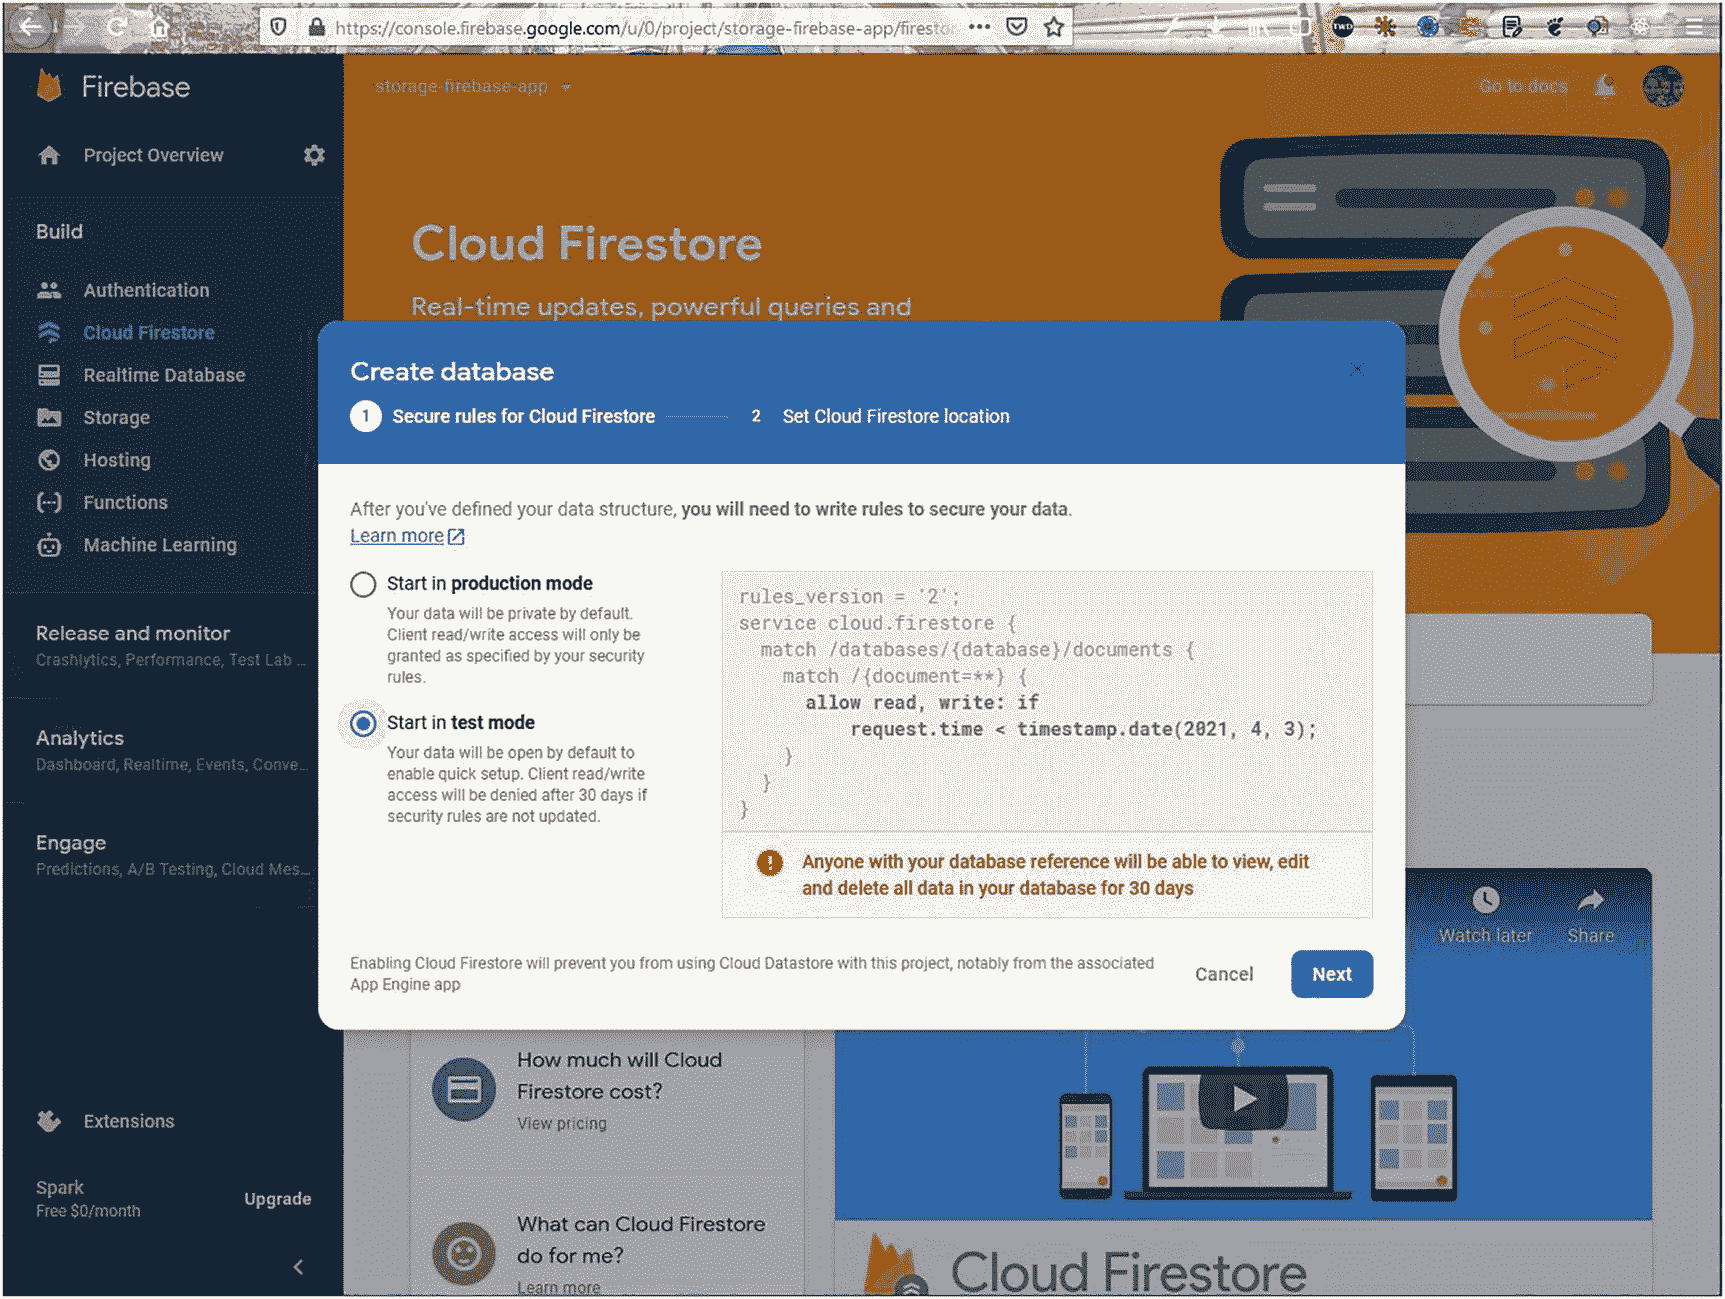 https://console.firebase.google.com/u/0/project/storage-firebase-app/firesto
TWD
Firebase
storage-firebase-app
Go to docs
Project Overview
Build
Authentication
Cloud Firestore
Realtime Database
Storage
Hosting
Functions
Machine Learning
Release and monitor
Crashlytics, Performance, Test Lab ...
Analytics
Dashboard, Realtime, Events, Conve...
Engage
Predictions, A/B Testing, Cloud Mes...
Extensions
Spark
Free $0/month
Upgrade
Cloud Firestore
Real-time updates, powerful queries and
Create database
1 Secure rules for Cloud Firestore
2 Set Cloud Firestore location
After you've defined your data structure, you will need to write rules to secure your data.
Learn more
Start in production mode
Your data will be private by default.
Client read/write access will only be
granted as specified by your security
rules.
Start in test mode
Your data will be open by default to
enable quick setup. Client read/write
access will be denied after 30 days if
security rules are not updated.
rules_version = '2';
service cloud.firestore {
match /databases/{database}/documents {
match /{document=**} {
allow read, write: if
request.time < timestamp.date(2021, 4, 3);
}
}
}
Anyone with your database reference will be able to view, edit
and delete all data in your database for 30 days
Enabling Cloud Firestore will prevent you from using Cloud Datastore with this project, notably from the associated
App Engine app
Cancel
Next
Watch later
Share
How much will Cloud
Firestore cost?
View pricing
What can Cloud Firestore
do for me?
Learn more
Cloud Firestore